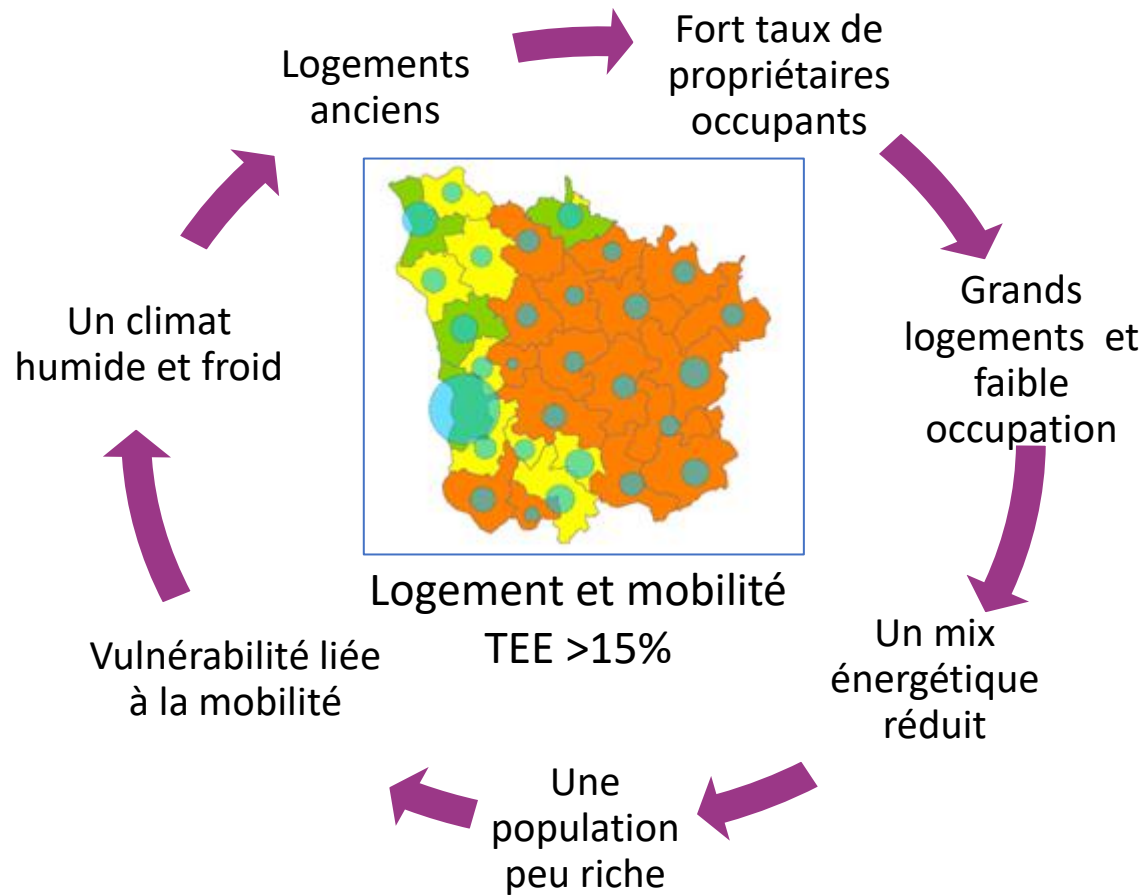 Logements
anciens
Fort taux de
propriétaires
occupants
Grands
logements et
faible
occupation
Un mix
énergétique
réduit
Une
population
peu riche
Vulnérabilité liée
à la mobilité
Un climat
humide et froid
Logement et mobilité
TEE >15%